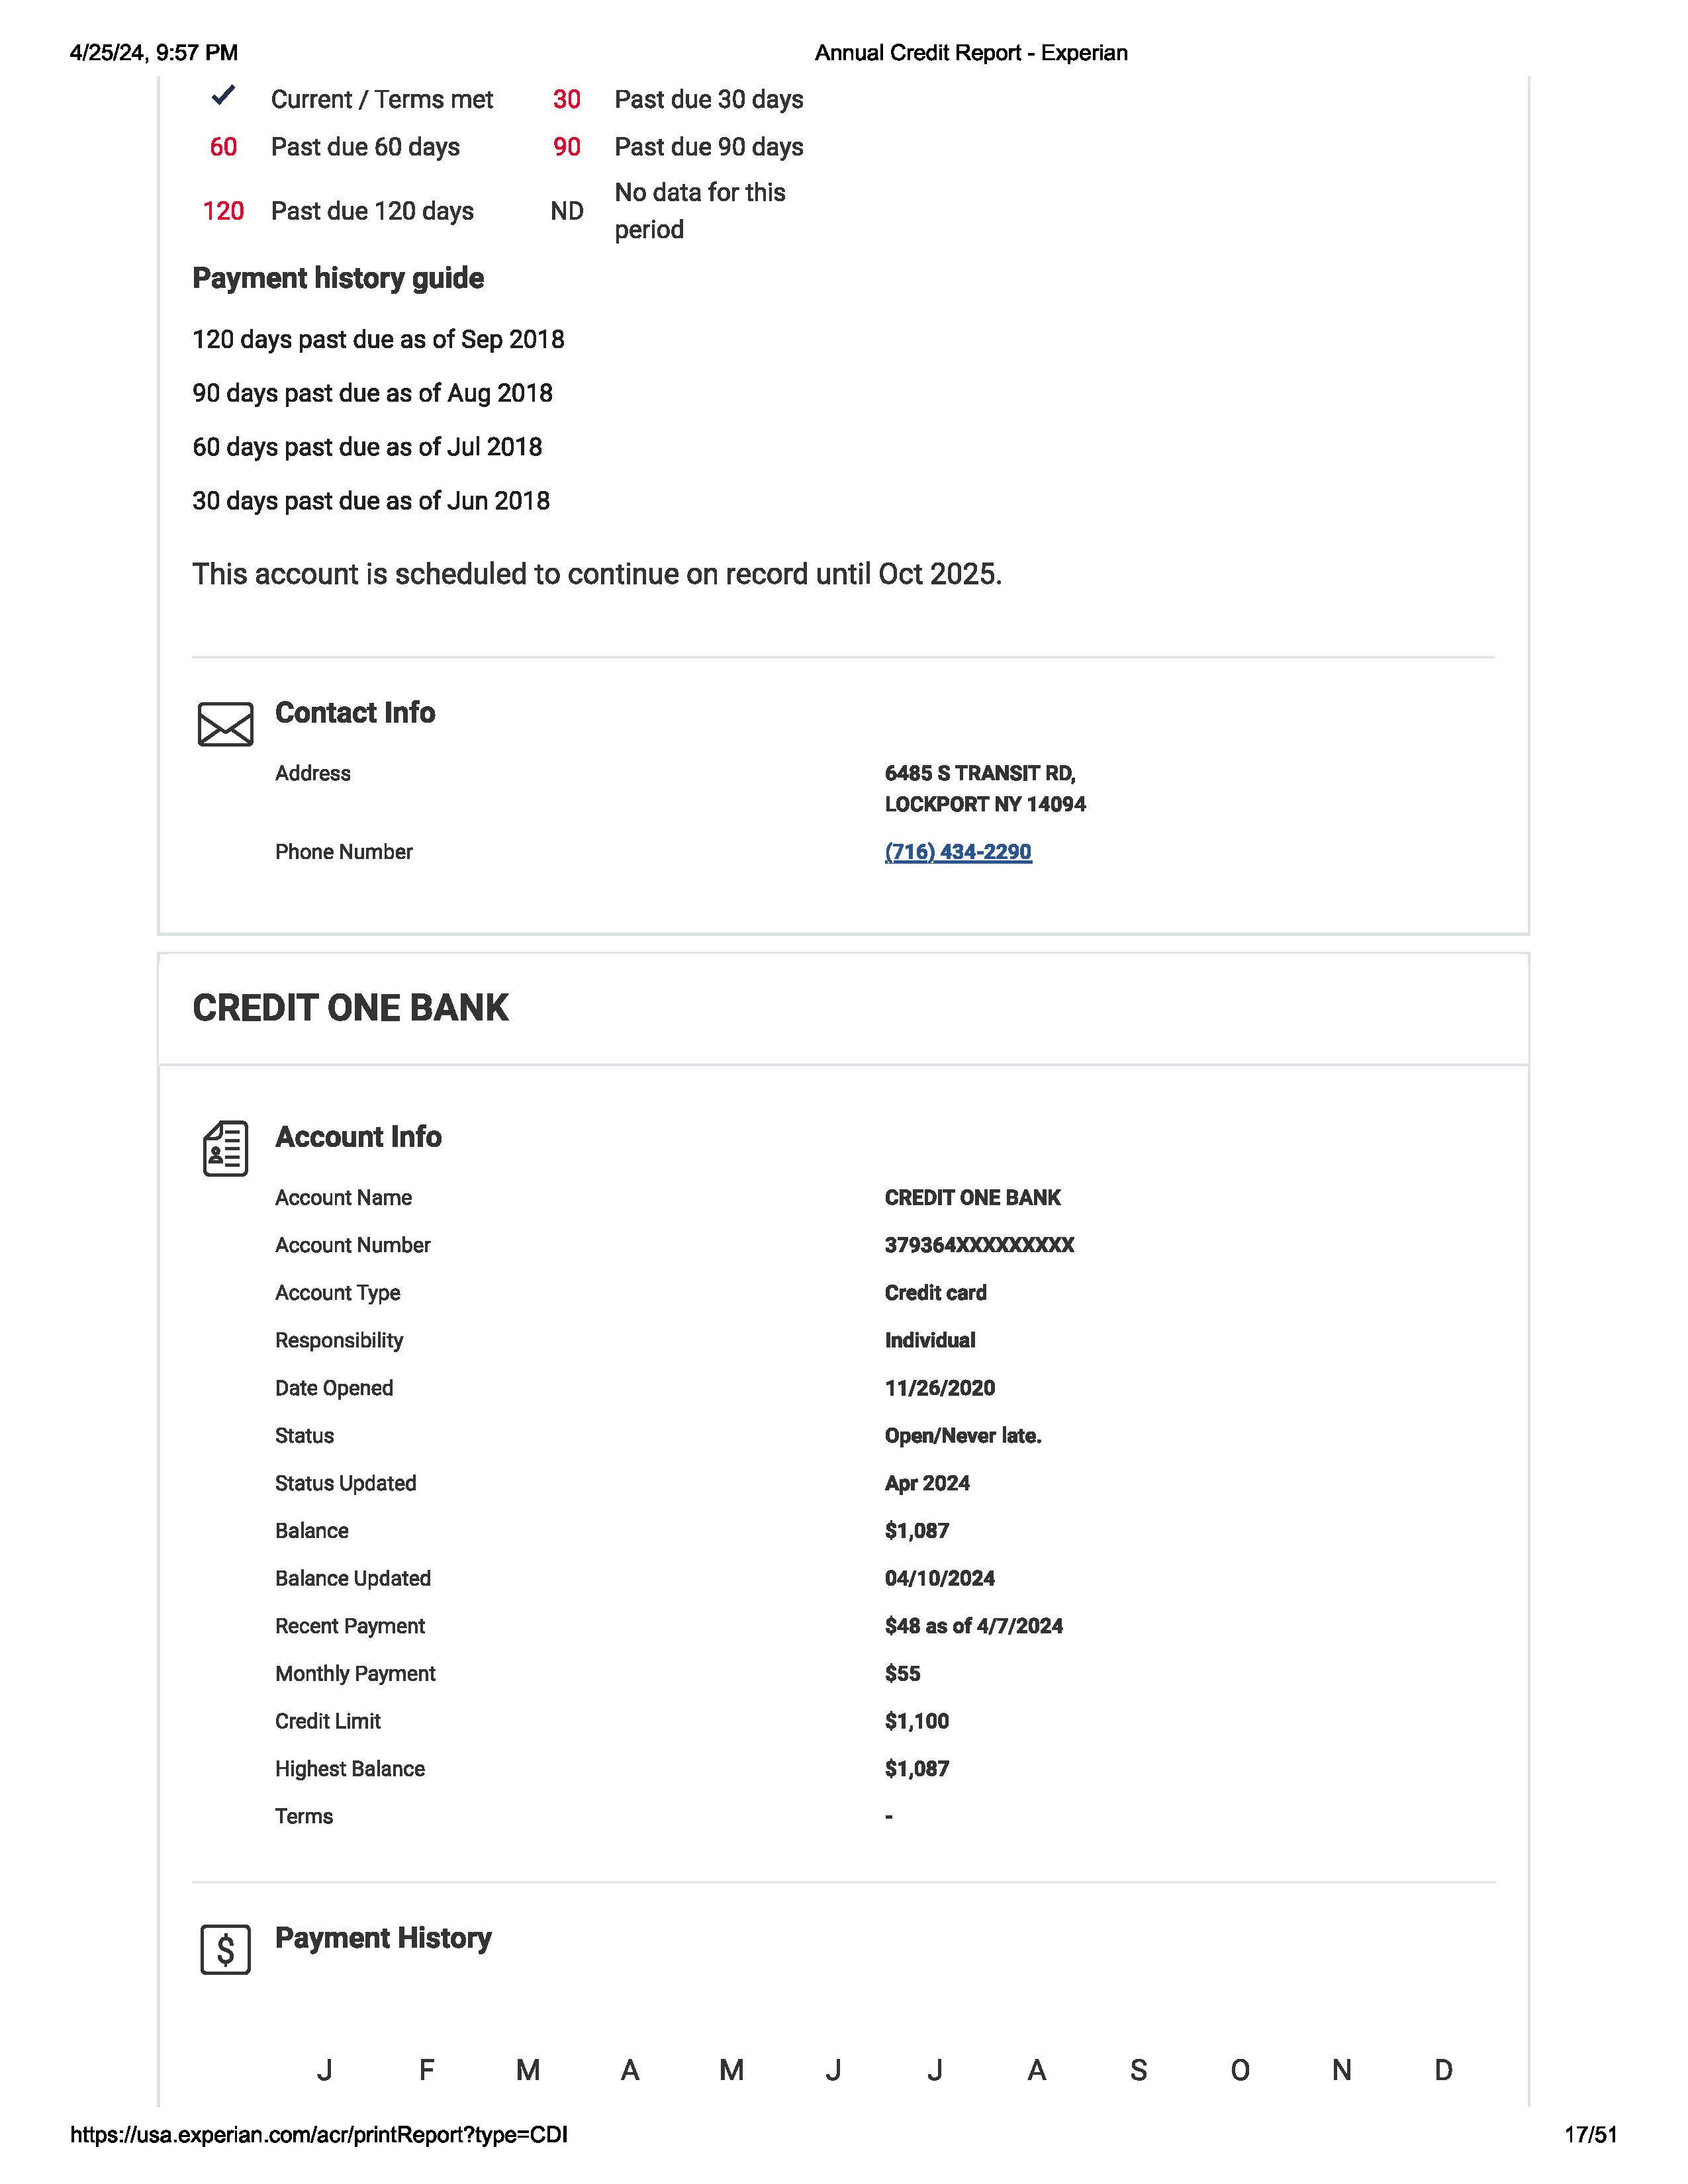 4/25/24, 9:57 PM Annual Credit Report - Experian
✓ Current / Terms met 30 Past due 30 days
60 Past due 60 days 90 Past due 90 days
120 Past due 120 days ND No data for this period
Payment history guide
120 days past due as of Sep 2018
90 days past due as of Aug 2018
60 days past due as of Jul 2018
30 days past due as of Jun 2018
This account is scheduled to continue on record until Oct 2025.
Contact Info
Address 6485 S TRANSIT RD,
LOCKPORT NY 14094
Phone Number (716) 434-2290
CREDIT ONE BANK
Account Info
Account Name CREDIT ONE BANK
Account Number 379364XXXXXXXXX
Account Type Credit card
Responsibility Individual
Date Opened 11/26/2020
Status Open/Never late.
Status Updated Apr 2024
Balance $1,087
Balance Updated 04/10/2024
Recent Payment $48 as of 4/7/2024
Monthly Payment $55
Credit Limit $1,100
Highest Balance $1,087
Terms -
$ Payment History
J F M A M J J A S O N D
https://usa.experian.com/acr/printReport?type=CDI 17/51